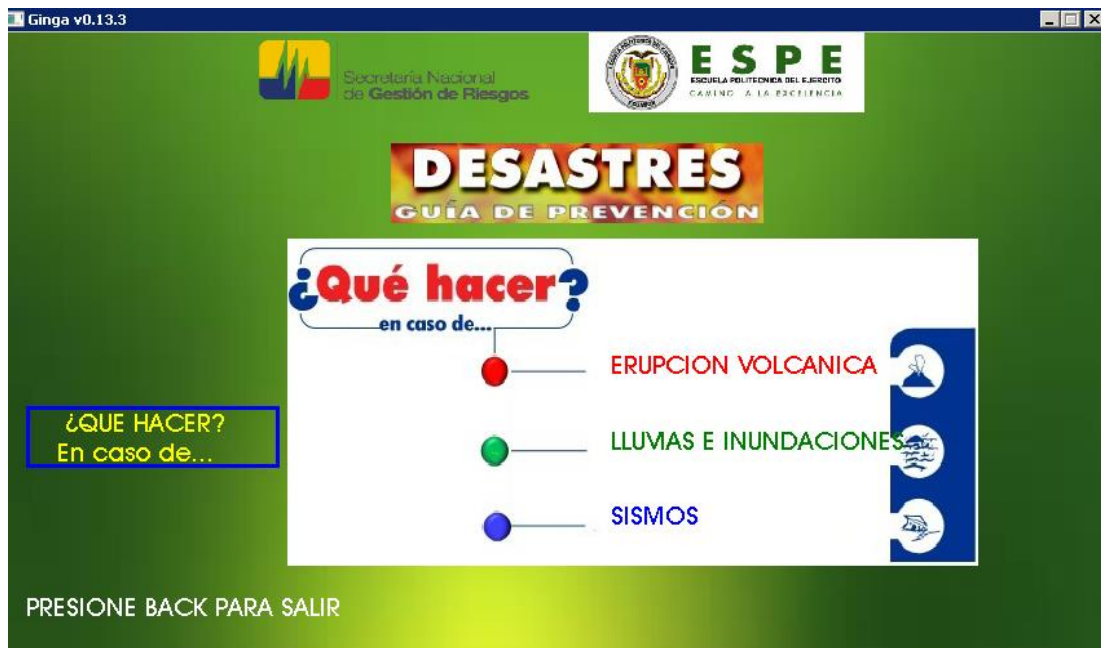 Ginga v0.13.3
Secretaría Nacional
de Gestión de Riesgos
ESPE
ESCUELA POLITECNICA DEL EJERCITO
CAMINO A LA EXCELENCIA
DESASTRES
GUÍA DE PREVENCIÓN
¿Qué hacer?
en caso de...
ERUPCION VOLCANICA
LLUVIAS E INUNDACIONES
SISMOS
¿QUE HACER?
En caso de...
PRESIONE BACK PARA SALIR